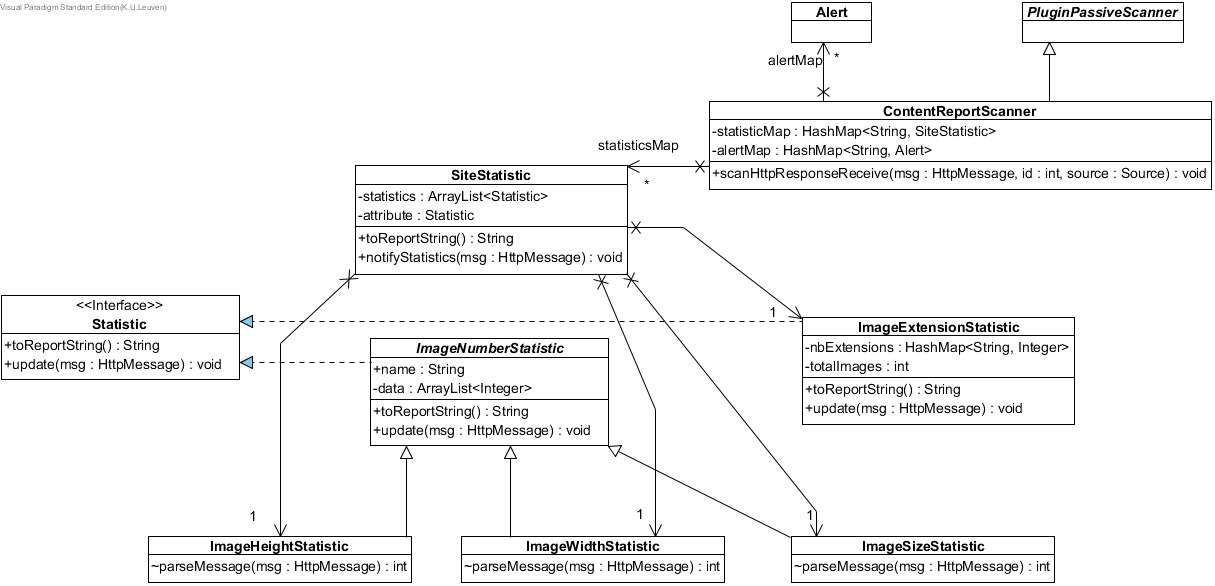 Visual Paradigm Standard Edition(K.U.Leuven)
Alert
PluginPassiveScanner
alertMap
*
ContentReportScanner
-statisticMap : HashMap<String, SiteStatistic>
-alertMap : HashMap<String, Alert>
+scanHttpResponseReceive(msg : HttpMessage, id : int, source : Source) : void
statisticsMap
*
SiteStatistic
-statistics : ArrayList<Statistic>
-attribute : Statistic
+toReportString() : String
+notifyStatistics(msg : HttpMessage) : void
<<Interface>>
Statistic
+toReportString() : String
+update(msg : HttpMessage) : void
1
ImageExtensionStatistic
-nbExtensions : HashMap<String, Integer>
-totalImages : int
+toReportString() : String
+update(msg : HttpMessage) : void
ImageNumberStatistic
+name : String
-data : ArrayList<Integer>
+toReportString() : String
+update(msg : HttpMessage) : void
1
1
1
ImageHeightStatistic
~parseMessage(msg : HttpMessage) : int
ImageWidthStatistic
~parseMessage(msg : HttpMessage) : int
ImageSizeStatistic
~parseMessage(msg : HttpMessage) : int